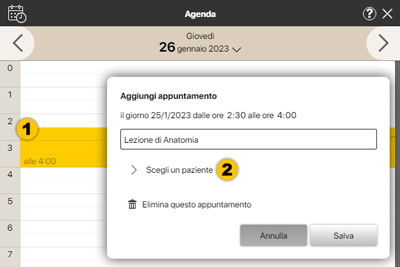 Agenda
?
Giovedì
26 gennaio 2023
0
1
2
1
3
alle 4:00
4
5
6
7
Aggiungi appuntamento
il giorno 25/1/2023 dalle ore 2:30 alle ore 4:00
Lezione di Anatomia
Scegli un paziente 2
Elimina questo appuntamento
Annulla Salva